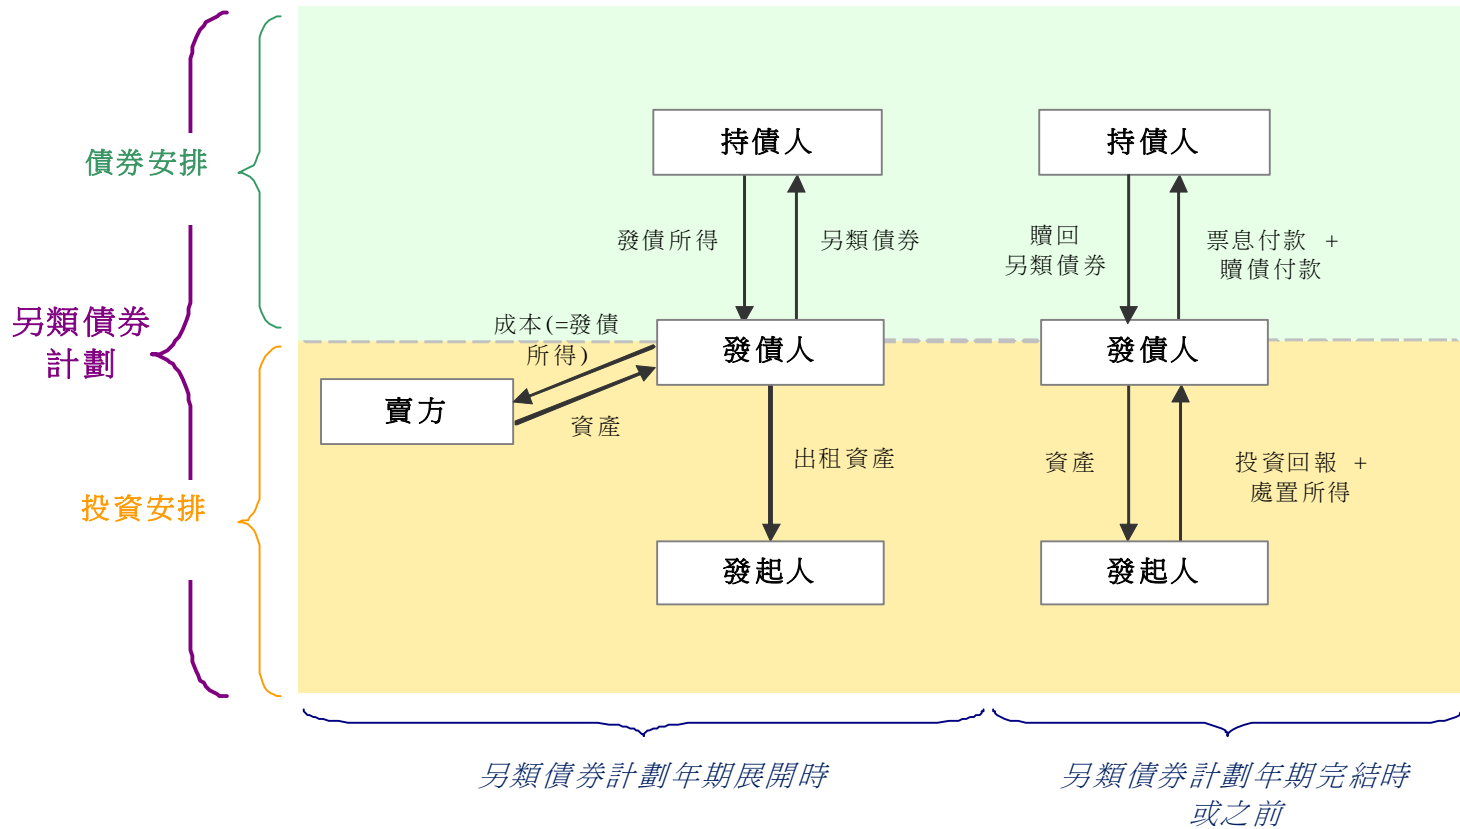 持債人
持債人
債券安排
發債所得
另類債券
贖回
另類債券
票息付款 +
贖債付款
另類債券
計劃
成本(=發債
所得)
發債人
發債人
賣方
資產
出租資產
資產
投資回報 +
處置所得
投資安排
發起人
發起人
另類債券計劃年期展開時
另類債券計劃年期完結時
或之前